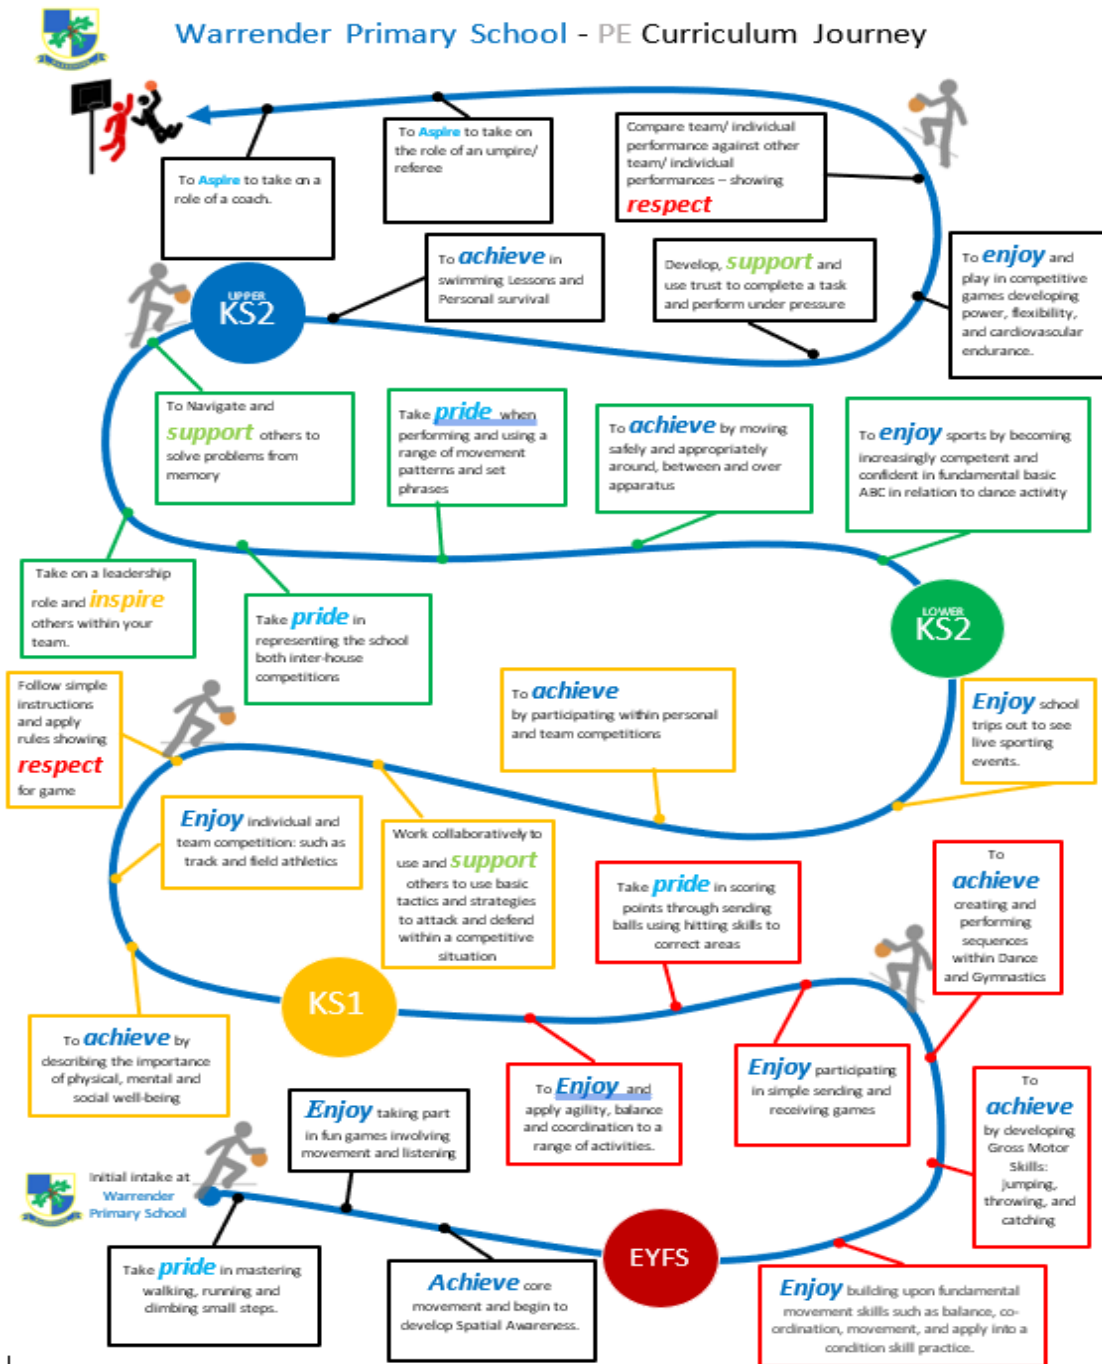 Warrender Primary School - PE Curriculum Journey
To Aspire to take on a
role of a coach.
To Aspire to take on
the role of an umpire/
referee
Compare team/ individual
performance against other
team/ individual
performances – showing
respect
To achieve in
swimming Lessons and
Personal survival
Develop, support and
use trust to complete a task
and perform under pressure
To enjoy and
play in competitive
games developing
power, flexibility,
and cardiovascular
endurance.
UPPER
KS2
To Navigate and
support others to
solve problems from
memory
Take pride when
performing and using a
range of movement
patterns and set
phrases
To achieve by moving
safely and appropriately
around, between and over
apparatus
To enjoy sports by becoming
increasingly competent and
confident in fundamental basic
ABC in relation to dance activity
Take on a leadership
role and inspire
others within your
team.
Take pride in
representing the school
both inter-house
competitions
LOWER
KS2
Follow simple
instructions
and apply
rules showing
respect
for game
To achieve
by participating within personal
and team competitions
Enjoy school
trips out to see
live sporting
events.
Enjoy individual and
team competition: such as
track and field athletics
Work collaboratively to
use and support
others to use basic
tactics and strategies
to attack and defend
within a competitive
situation
Take pride in scoring
points through sending
balls using hitting skills to
correct areas
To
achieve
creating and
performing
sequences
within Dance
and Gymnastics
KS1
To achieve by
describing the importance
of physical, mental and
social well-being
Enjoy taking part
in fun games involving
movement and listening
To Enjoy and
apply agility, balance
and coordination to a
range of activities.
Enjoy participating
in simple sending and
receiving games
To
achieve
by developing
Gross Motor
Skills:
jumping,
throwing, and
catching
Initial intake at
Warrender
Primary School
Take pride in mastering
walking, running and
climbing small steps.
Achieve core
movement and begin to
develop Spatial Awareness.
EYFS
Enjoy building upon fundamental
movement skills such as balance, co-
ordination, movement, and apply into a
condition skill practice.